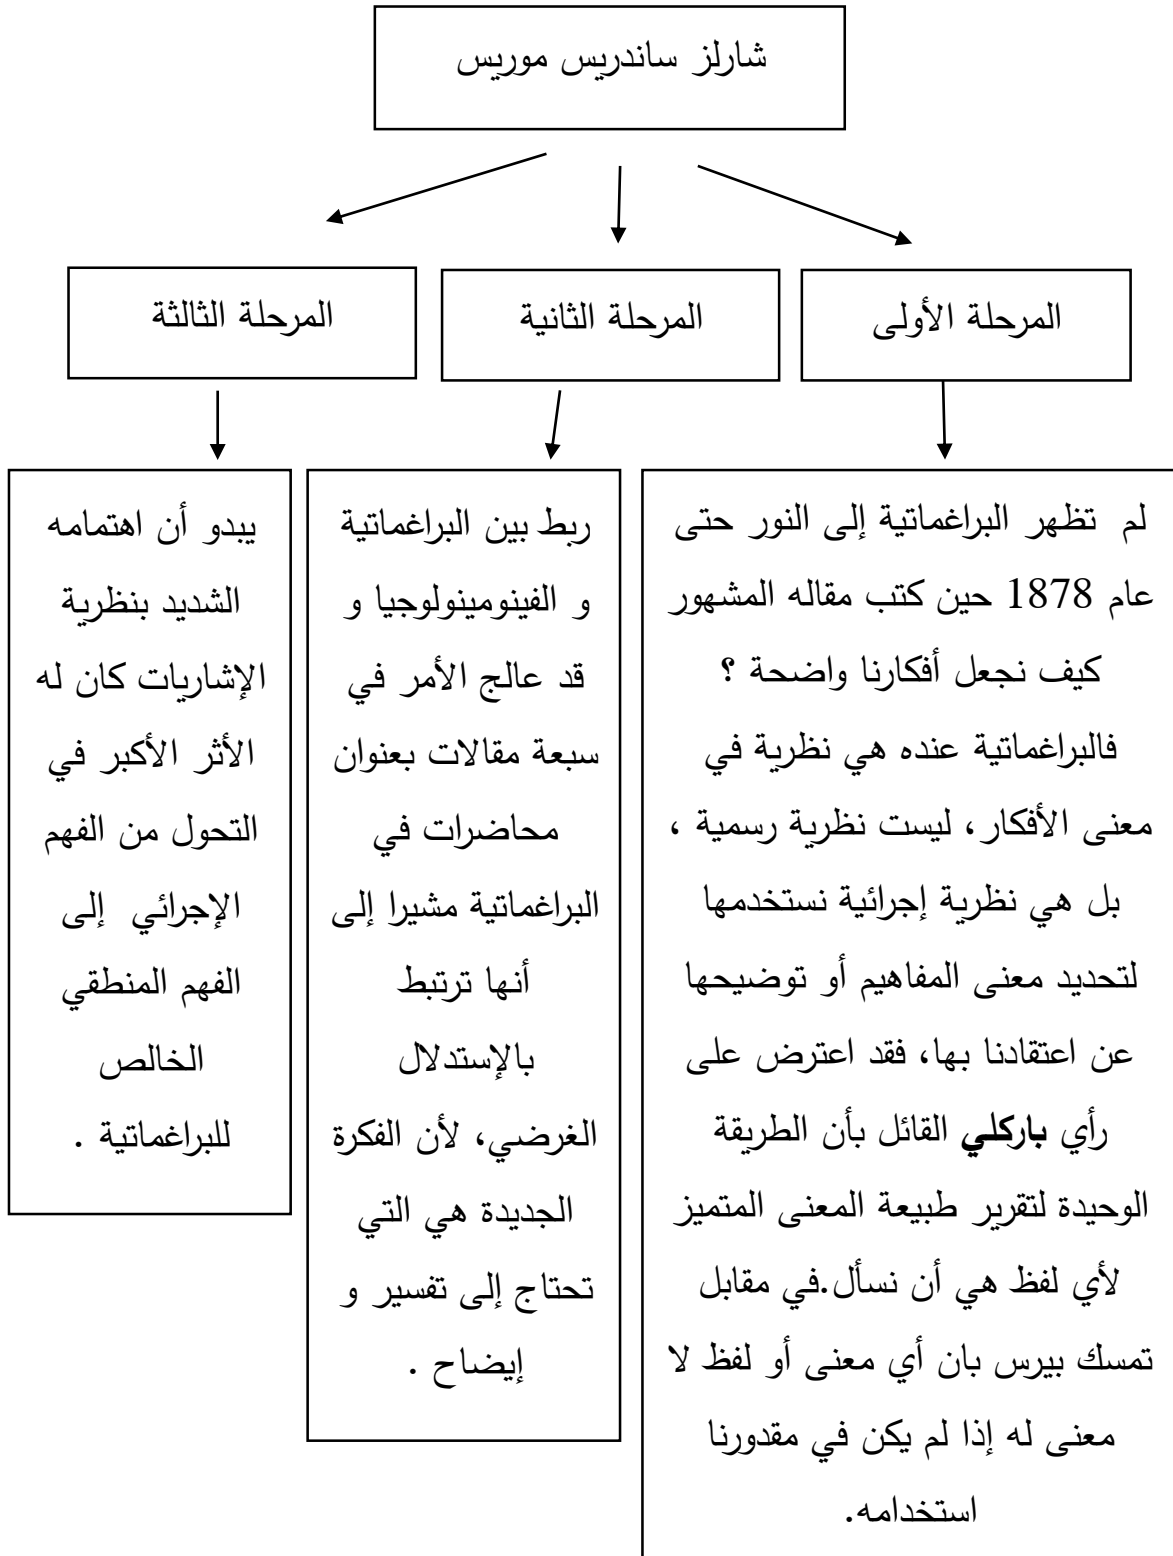 شارلز ساندريس موريس
المرحلة الأولى
المرحلة الثانية
المرحلة الثالثة
لم تظهر البراغماتية إلى النور حتى
عام 1878 حين كتب مقاله المشهور
كيف نجعل أفكارنا واضحة ؟
فالبراغماتية عنده هي نظرية في
معنى الأفكار، ليست نظرية رسمية ،
بل هي نظرية إجرائية نستخدمها
لتحديد معنى المفاهيم أو توضيحها
عن اعتقادنا بها، فقد اعترض على
رأي باركلي القائل بأن الطريقة
الوحيدة لتقرير طبيعة المعنى المتميز
لأي لفظ هي أن نسأل.في مقابل
تمسك بيرس بان أي معنى أو لفظ لا
معنى له إذا لم يكن في مقدورنا
استخدامه.
ربط بين البراغماتية
و الفينومينولوجيا و
قد عالج الأمر في
سبعة مقالات بعنوان
محاضرات في
البراغماتية مشيرا إلى
أنها ترتبط
بالإستدلال
الغرضي، لأن الفكرة
الجديدة هي التي
تحتاج إلى تفسير و
إيضاح .
يبدو أن اهتمامه
الشديد بنظرية
الإشاريات كان له
الأثر الأكبر في
التحول من الفهم
الإجرائي إلى
الفهم المنطقي
الخالص
للبراغماتية .